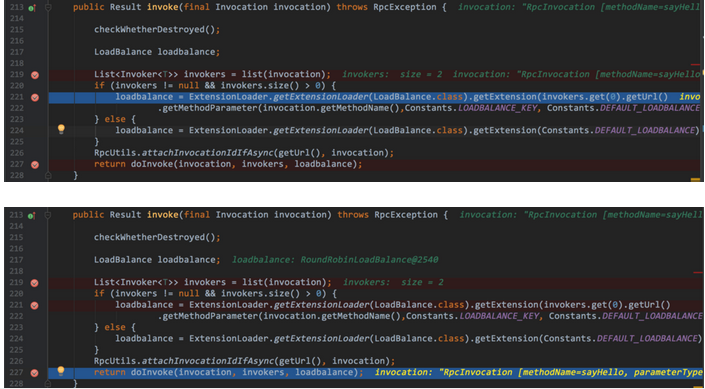 213 public Result invoke(final Invocation invocation) throws RpcException { invocation: "RpcInvocation [methodName=sayHell
214
215 checkWhetherDestroyed();
216
217 LoadBalance loadbalance;
218
219 List<Invoker<T>> invokers = list(invocation); invokers: size = 2 invocation: "RpcInvocation [methodName=sayHello
220 if (invokers != null && invokers.size() > 0) {
221 loadbalance = ExtensionLoader.getExtensionLoader(LoadBalance.class).getExtension(invokers.get(0).getUrl() invo
222 .getMethodParameter(invocation.getMethodName(),Constants.LOADBALANCE_KEY, Constants.DEFAULT_LOADBALANCE
223 } else {
224 loadbalance = ExtensionLoader.getExtensionLoader(LoadBalance.class).getExtension(Constants.DEFAULT_LOADBALANCE)
225 }
226 RpcUtils.attachInvocationIdIfAsync(getUrl(), invocation);
227 return doInvoke(invocation, invokers, loadbalance);
228 }
213 public Result invoke(final Invocation invocation) throws RpcException { invocation: "RpcInvocation [methodName=sayHell
214
215 checkWhetherDestroyed();
216
217 LoadBalance loadbalance; loadbalance: RoundRobinLoadBalance@2540
218
219 List<Invoker<T>> invokers = list(invocation); invokers: size = 2
220 if (invokers != null && invokers.size() > 0) {
221 loadbalance = ExtensionLoader.getExtensionLoader(LoadBalance.class).getExtension(invokers.get(0).getUrl()
222 .getMethodParameter(invocation.getMethodName(),Constants.LOADBALANCE_KEY, Constants.DEFAULT_LOADBALANCE
223 } else {
224 loadbalance = ExtensionLoader.getExtensionLoader(LoadBalance.class).getExtension(Constants.DEFAULT_LOADBALANCE)
225 }
226 RpcUtils.attachInvocationIdIfAsync(getUrl(), invocation);
227 return doInvoke(invocation, invokers, loadbalance); invocation: "RpcInvocation [methodName=sayHello, parameterType
228 }